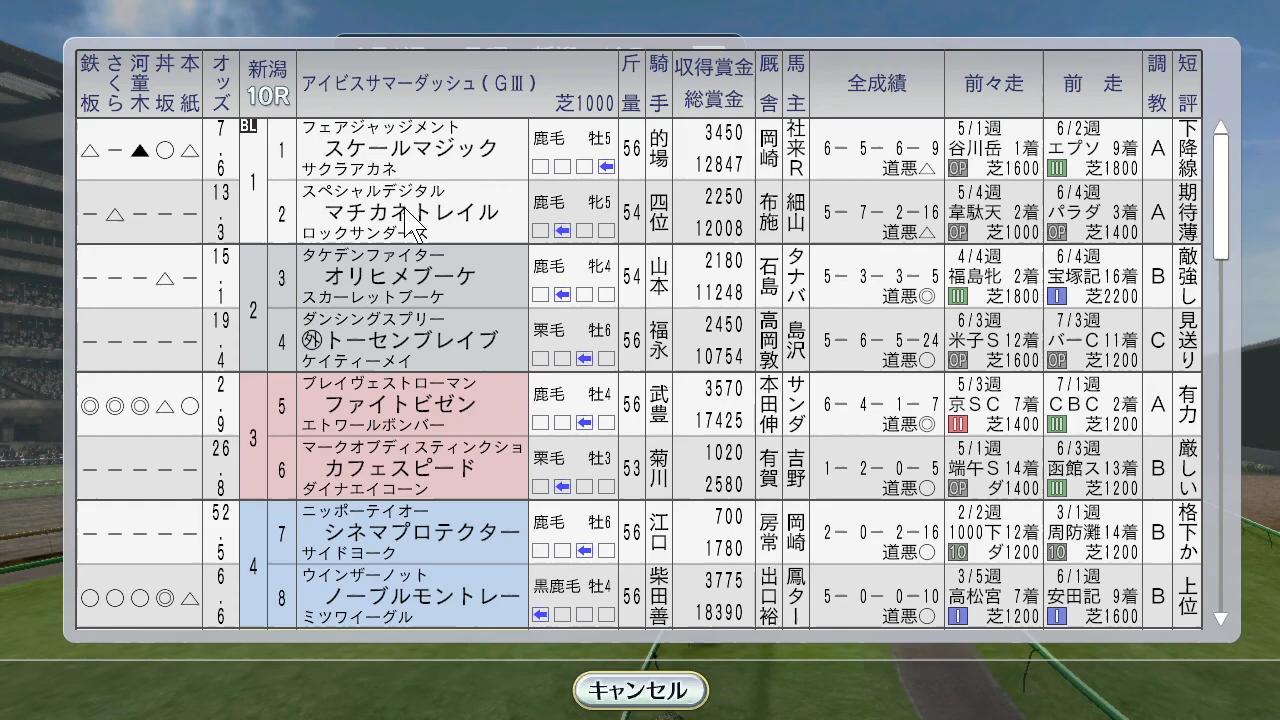 鉄板 さくら 河童木 丼坂 本紙 オッズ 新潟10R アイビスサマーダッシュ(GⅢ) 芝1000 斤量 騎手 収得賞金 総賞金 厩舎 馬主 全成績 前々走 前走 調教 短評
△ － ▲ ○ △ 7.6 BL 1 1 フェアジャッジメント 鹿毛 牡5 56 的場 3450 岡崎 社来R 6－ 5－ 6－ 9 5/1週 6/2週 A 下降線
スケールマジック 谷川岳 1着 エプソ 9着
サクラアカネ 12847 道悪△ OP 芝1600 Ⅲ 芝1800
－ △ － － － 13.3 2 スペシャルデジタル 鹿毛 牝5 54 四位 2250 布施 細山 5－ 7－ 2－16 5/4週 6/4週 A 期待薄
マチカネトレイル 韋駄天 2着 パラダ 3着
ロックサンダーマ 12008 道悪△ OP 芝1000 OP 芝1400
－ － － △ － 15.1 2 3 タケデンファイター 鹿毛 牝4 54 山本 2180 石島 タナバ 5－ 3－ 3－ 5 4/4週 6/4週 B 敵強し
オリヒメブーケ 福島牝 2着 宝塚記16着
スカーレットブーケ 11248 道悪◎ Ⅲ 芝1800 Ⅰ 芝2200
－ － － － － 19.4 4 ダンシングスプリー 栗毛 牡6 56 福永 2450 高岡敦 島沢 5－ 6－ 5－24 6/3週 7/3週 C 見送り
外トーセンブレイブ 米子S12着 バーC11着
ケイティーメイ 10754 道悪○ OP 芝1600 OP 芝1200
◎ ◎ ◎ △ ○ 2.9 3 5 ブレイヴェストローマン 鹿毛 牡4 56 武豊 3570 本田伸 サンダ 6－ 4－ 1－ 7 5/3週 7/1週 A 有力
ファイトビゼン 京SC 7着 CBC 2着
エトワールボンバー 17425 道悪◎ Ⅱ 芝1400 Ⅲ 芝1200
－ － － － － 26.8 6 マークオブディスティンクショ 栗毛 牡3 53 菊川 1020 有賀 吉野 1－ 2－ 0－ 5 5/1週 6/3週 B 厳しい
カフェスピード 端午S14着 函館ス13着
ダイナエイコーン 2580 道悪○ OP ダ1400 Ⅲ 芝1200
－ － － － － 52.5 4 7 ニッポーテイオー 鹿毛 牡6 56 江口 700 房常 岡崎 2－ 0－ 2－16 2/2週 3/1週 B 格下か
シネマプロテクター 1000下12着 周防灘14着
サイドヨーク 1780 道悪○ 10 ダ1200 10 芝1200
○ ○ ○ ◎ △ 6.6 8 ウインザーノット 黒鹿毛 牡4 56 柴田善 3775 出口裕 鳳ター 5－ 0－ 0－10 3/5週 6/1週 B 上位
ノーブルモントレー 高松宮 7着 安田記 9着
ミツワイーグル 18390 道悪○ Ⅰ 芝1200 Ⅰ 芝1600
キャンセル